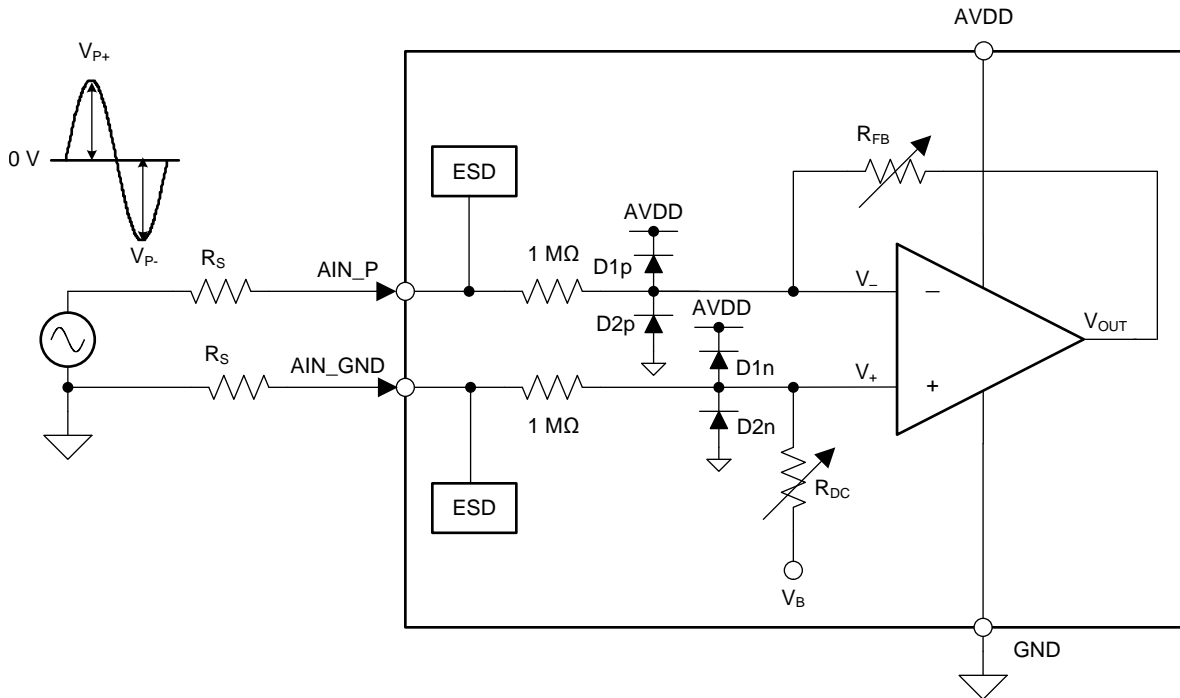 AVDD
V_P+
R_FB
0 V
ESD
AVDD
V_P-
1 MΩ
R_S
AIN_P
D1p
V_–
–
AVDD
D2p
V_OUT
R_S
AIN_GND
D1n
V_+
+
1 MΩ
D2n
R_DC
ESD
V_B
GND